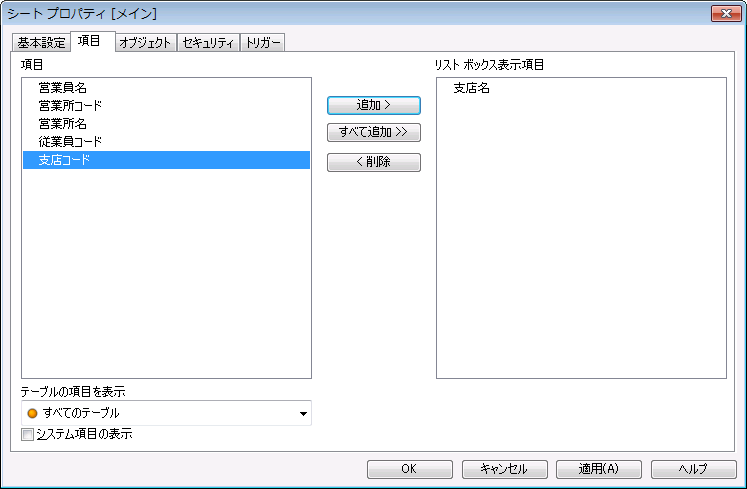 シート プロパティ [メイン]
基本設定 項目 オブジェクト セキュリティ トリガー
項目
営業員名
営業所コード
営業所名
従業員コード
支店コード
追加 >
すべて追加 >>
< 削除
リスト ボックス表示項目
支店名
テーブルの項目を表示
すべてのテーブル
システム項目の表示
OK キャンセル 適用(A) ヘルプ